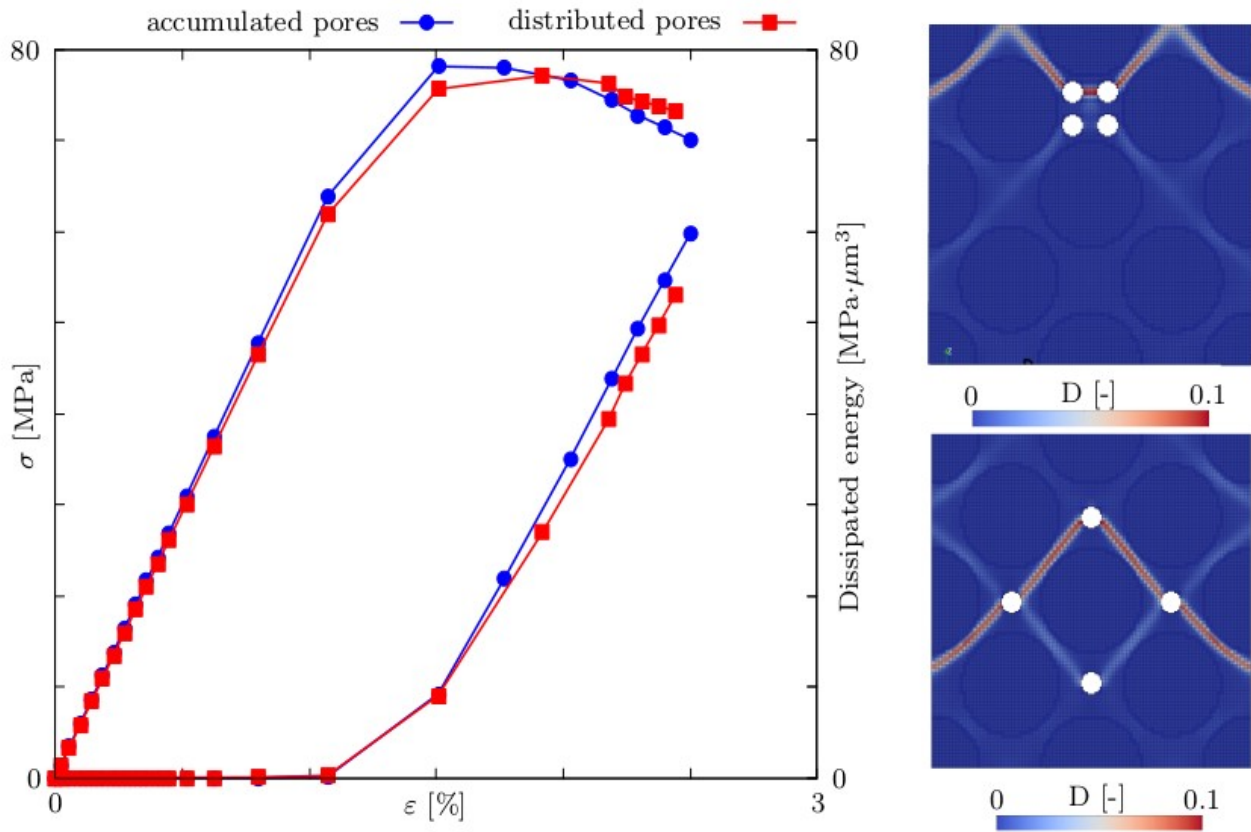 accumulated pores
distributed pores
80
80
σ [MPa]
Dissipated energy [MPa·μm³]
0
0
0
ε [%]
3
0
D [-]
0.1
0
D [-]
0.1